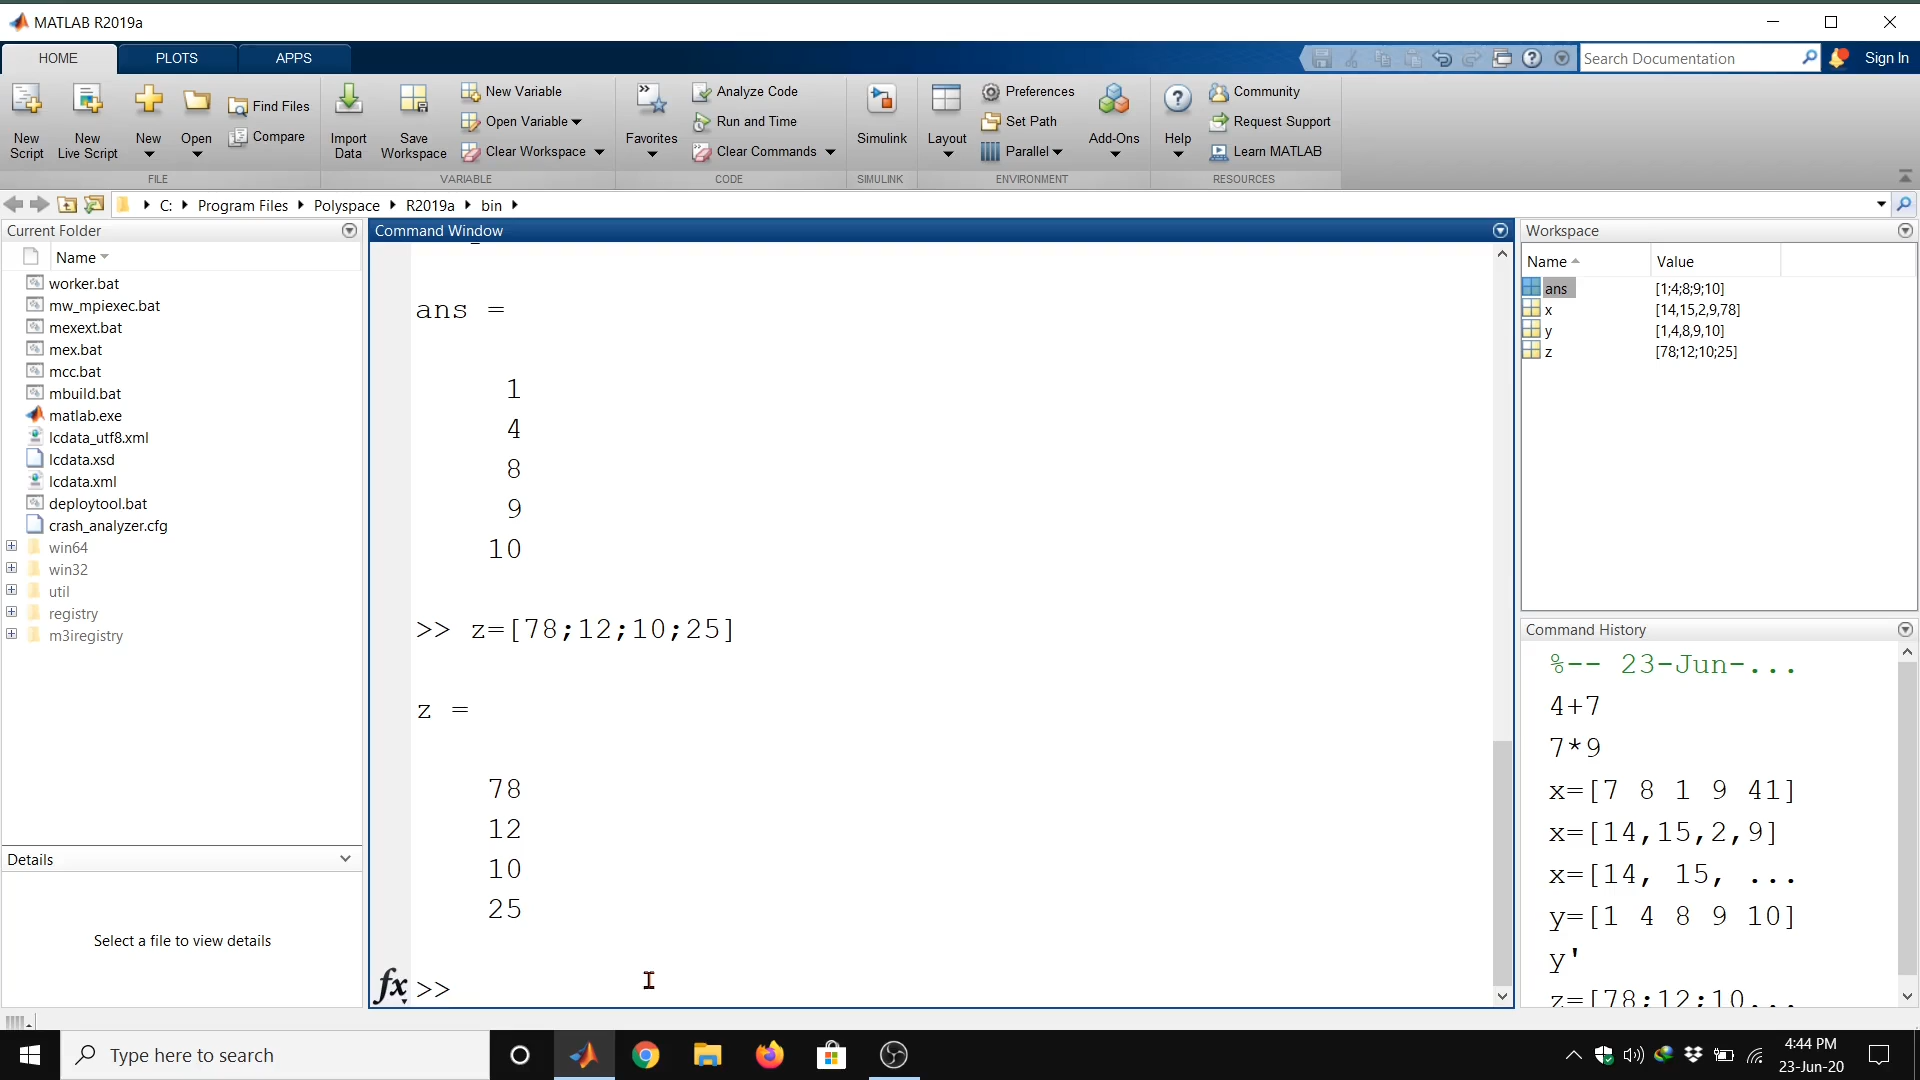 MATLAB R2019a
HOME PLOTS APPS
Search Documentation
Sign In
New Script
New Live Script
New
Open
Find Files
Compare
FILE
Import Data
Save Workspace
New Variable
Open Variable
Clear Workspace
VARIABLE
Favorites
Analyze Code
Run and Time
Clear Commands
CODE
Simulink
SIMULINK
Layout
Preferences
Set Path
Parallel
Add-Ons
ENVIRONMENT
Help
Community
Request Support
Learn MATLAB
RESOURCES
C: Program Files Polyspace R2019a bin
Current Folder
Name
worker.bat
mw_mpiexec.bat
mexext.bat
mex.bat
mcc.bat
mbuild.bat
matlab.exe
lcdata_utf8.xml
lcdata.xsd
lcdata.xml
deploytool.bat
crash_analyzer.cfg
win64
win32
util
registry
m3iregistry
Details
Select a file to view details
Command Window
ans =
1
4
8
9
10
>> z=[78;12;10;25]
z =
78
12
10
25
fx >>
Workspace
Name Value
ans [1;4;8;9;10]
x [14,15,2,9,78]
y [1,4,8,9,10]
z [78;12;10;25]
Command History
%-- 23-Jun-...
4+7
7*9
x=[7 8 1 9 41]
x=[14,15,2,9]
x=[14, 15, ...
y=[1 4 8 9 10]
y'
z=[78;12;10...
Type here to search
4:44 PM
23-Jun-20